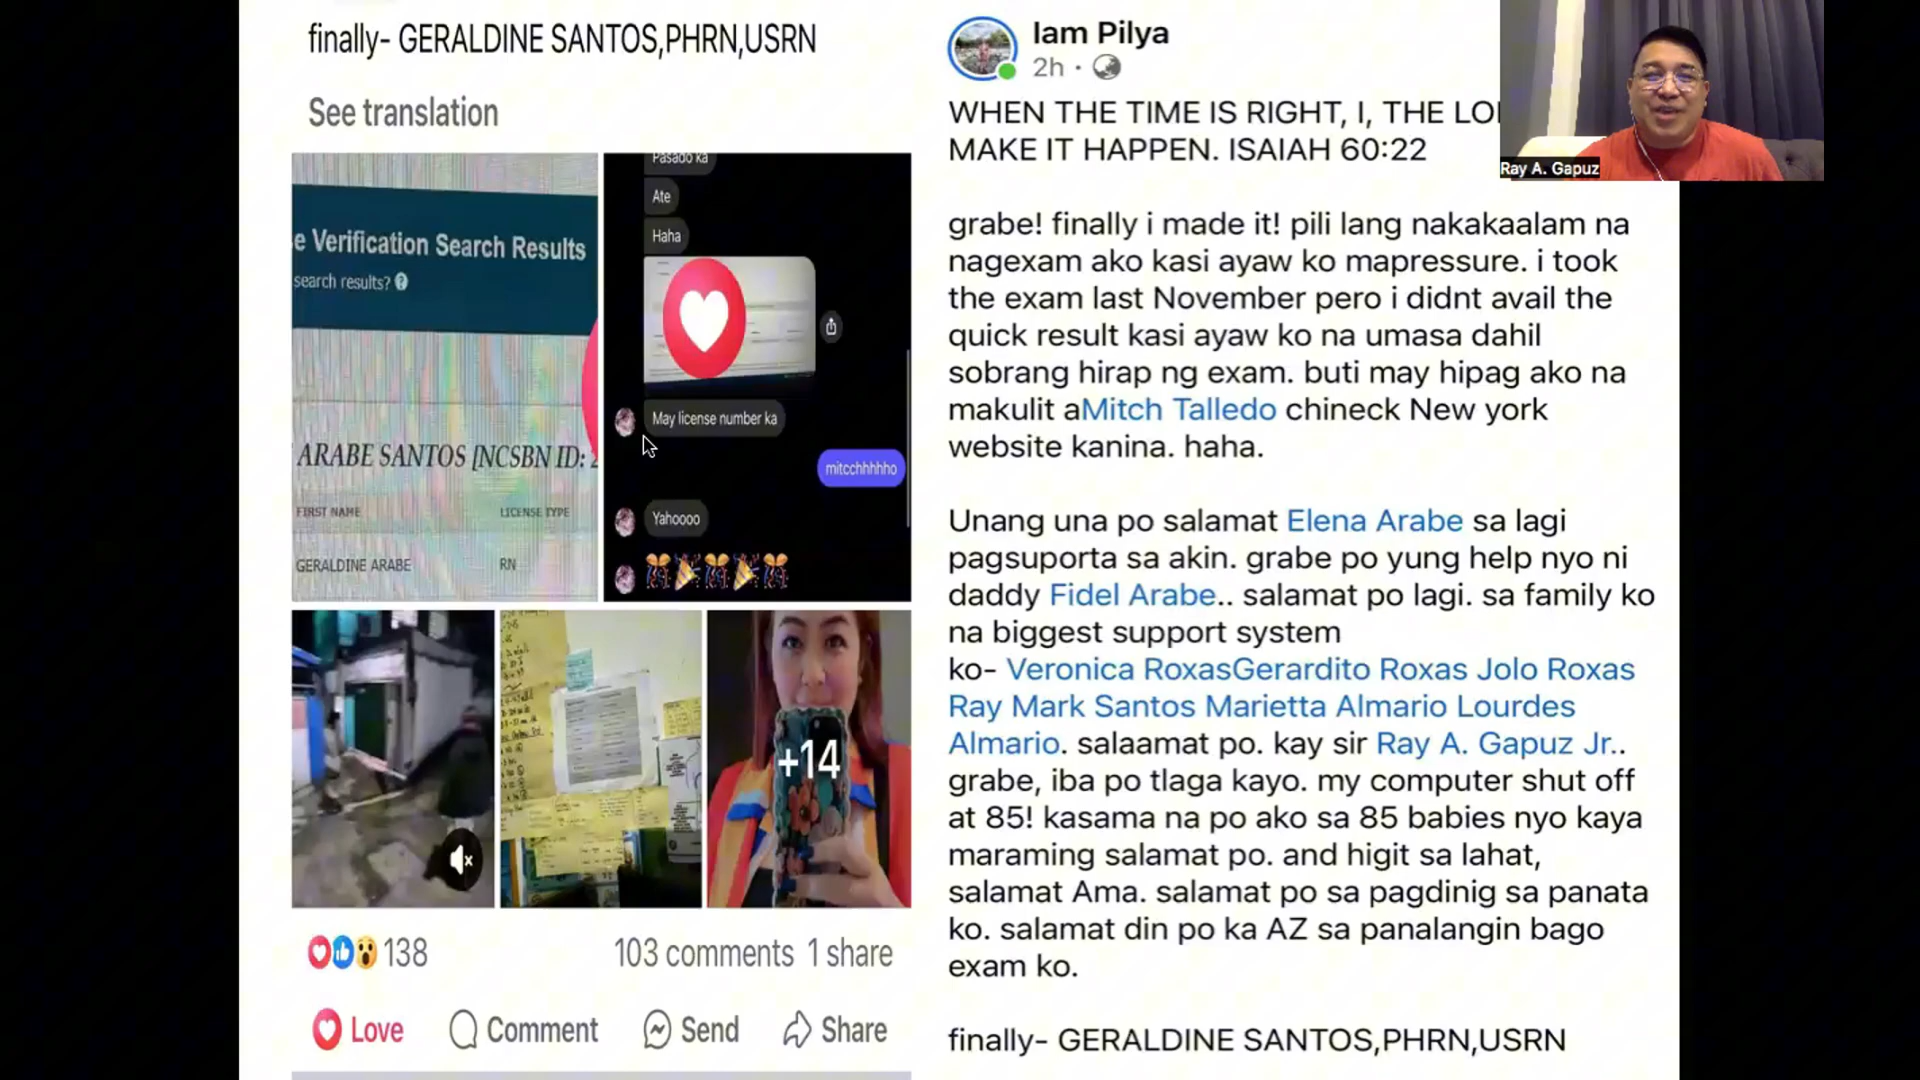 finally- GERALDINE SANTOS,PHRN,USRN
See translation
e Verification Search Results
search results?
ARABE SANTOS [NCSBN ID:
FIRST NAME LICENSE TYPE
GERALDINE ARABE RN
Pasado ka
Ate
Haha
May license number ka
mitcchhhhho
Yahoooo
+14
138 103 comments 1 share
Love Comment Send Share
Iam Pilya
2h ·
WHEN THE TIME IS RIGHT, I, THE
MAKE IT HAPPEN. ISAIAH 60:22
grabe! finally i made it! pili lang nakakaalam na
nagexam ako kasi ayaw ko mapressure. i took
the exam last November pero i didnt avail the
quick result kasi ayaw ko na umasa dahil
sobrang hirap ng exam. buti may hipag ako na
makulit aMitch Talledo chineck New york
website kanina. haha.
Unang una po salamat Elena Arabe sa lagi
pagsuporta sa akin. grabe po yung help nyo ni
daddy Fidel Arabe.. salamat po lagi. sa family ko
na biggest support system
ko- Veronica RoxasGerardito Roxas Jolo Roxas
Ray Mark Santos Marietta Almario Lourdes
Almario. salaamat po. kay sir Ray A. Gapuz Jr..
grabe, iba po tlaga kayo. my computer shut off
at 85! kasama na po ako sa 85 babies nyo kaya
maraming salamat po. and higit sa lahat,
salamat Ama. salamat po sa pagdinig sa panata
ko. salamat din po ka AZ sa panalangin bago
exam ko.
finally- GERALDINE SANTOS,PHRN,USRN
Ray A. Gapuz